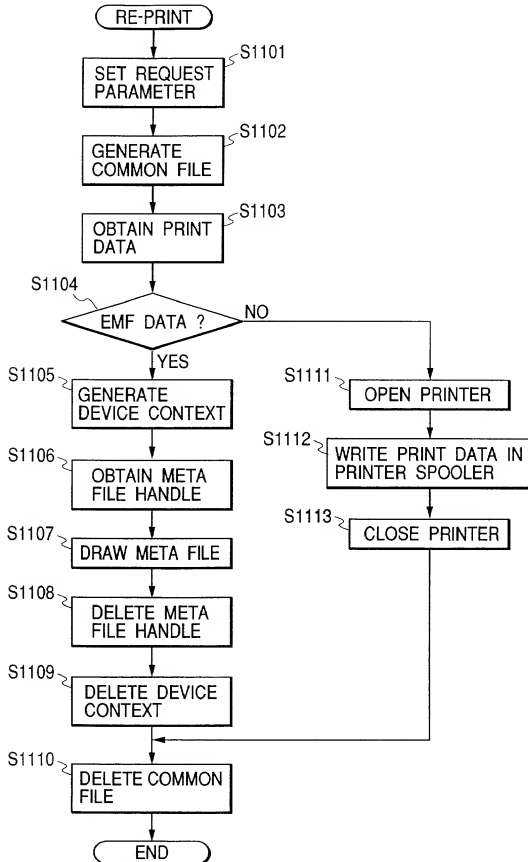 RE-PRINT
S1101
SET REQUEST
PARAMETER
S1102
GENERATE
COMMON FILE
S1103
OBTAIN PRINT
DATA
S1104
EMF DATA ?
NO
YES
S1105
GENERATE
DEVICE CONTEXT
S1106
OBTAIN META
FILE HANDLE
S1107
DRAW META FILE
S1108
DELETE META
FILE HANDLE
S1109
DELETE DEVICE
CONTEXT
S1111
OPEN PRINTER
S1112
WRITE PRINT DATA IN
PRINTER SPOOLER
S1113
CLOSE PRINTER
S1110
DELETE COMMON
FILE
END